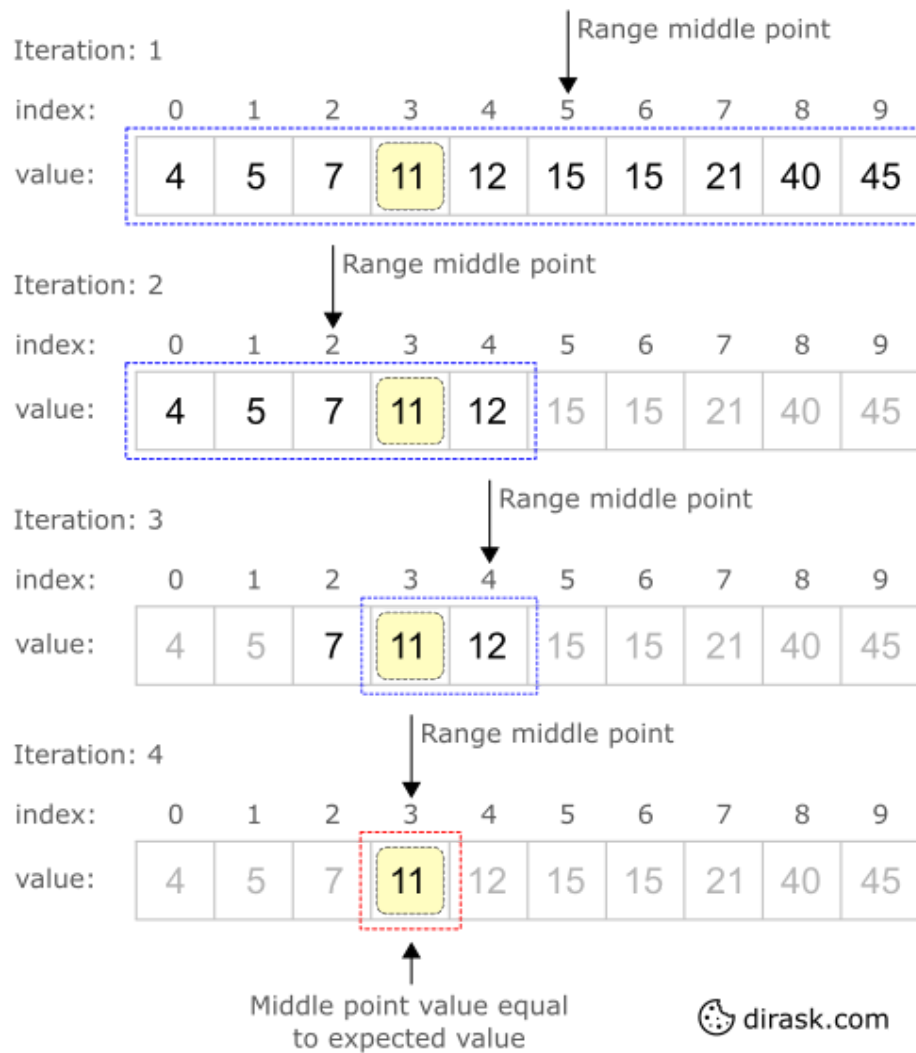 Range middle point
Iteration: 1
index: 0 1 2 3 4 5 6 7 8 9
value: 4 5 7 11 12 15 15 21 40 45
Range middle point
Iteration: 2
index: 0 1 2 3 4 5 6 7 8 9
value: 4 5 7 11 12 15 15 21 40 45
Range middle point
Iteration: 3
index: 0 1 2 3 4 5 6 7 8 9
value: 4 5 7 11 12 15 15 21 40 45
Range middle point
Iteration: 4
index: 0 1 2 3 4 5 6 7 8 9
value: 4 5 7 11 12 15 15 21 40 45
Middle point value equal
to expected value
dirask.com